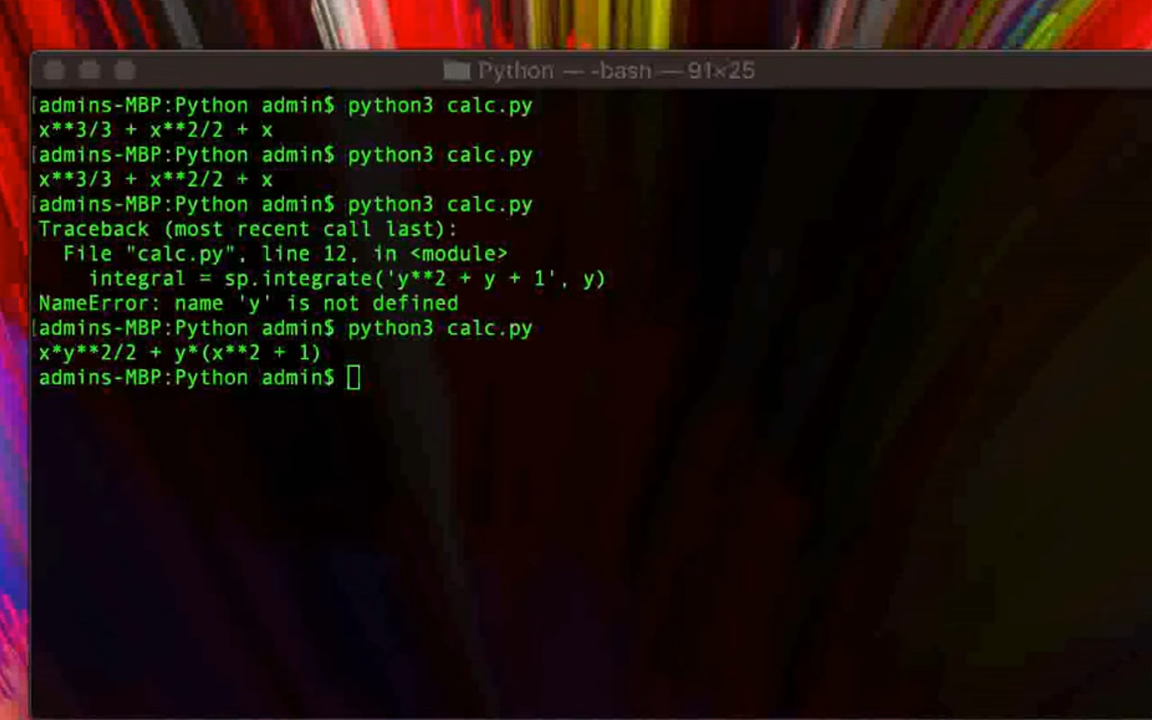 Python — -bash — 91×25
admins-MBP:Python admin$ python3 calc.py
x**3/3 + x**2/2 + x
admins-MBP:Python admin$ python3 calc.py
x**3/3 + x**2/2 + x
admins-MBP:Python admin$ python3 calc.py
Traceback (most recent call last):
  File "calc.py", line 12, in <module>
    integral = sp.integrate('y**2 + y + 1', y)
NameError: name 'y' is not defined
admins-MBP:Python admin$ python3 calc.py
x*y**2/2 + y*(x**2 + 1)
admins-MBP:Python admin$